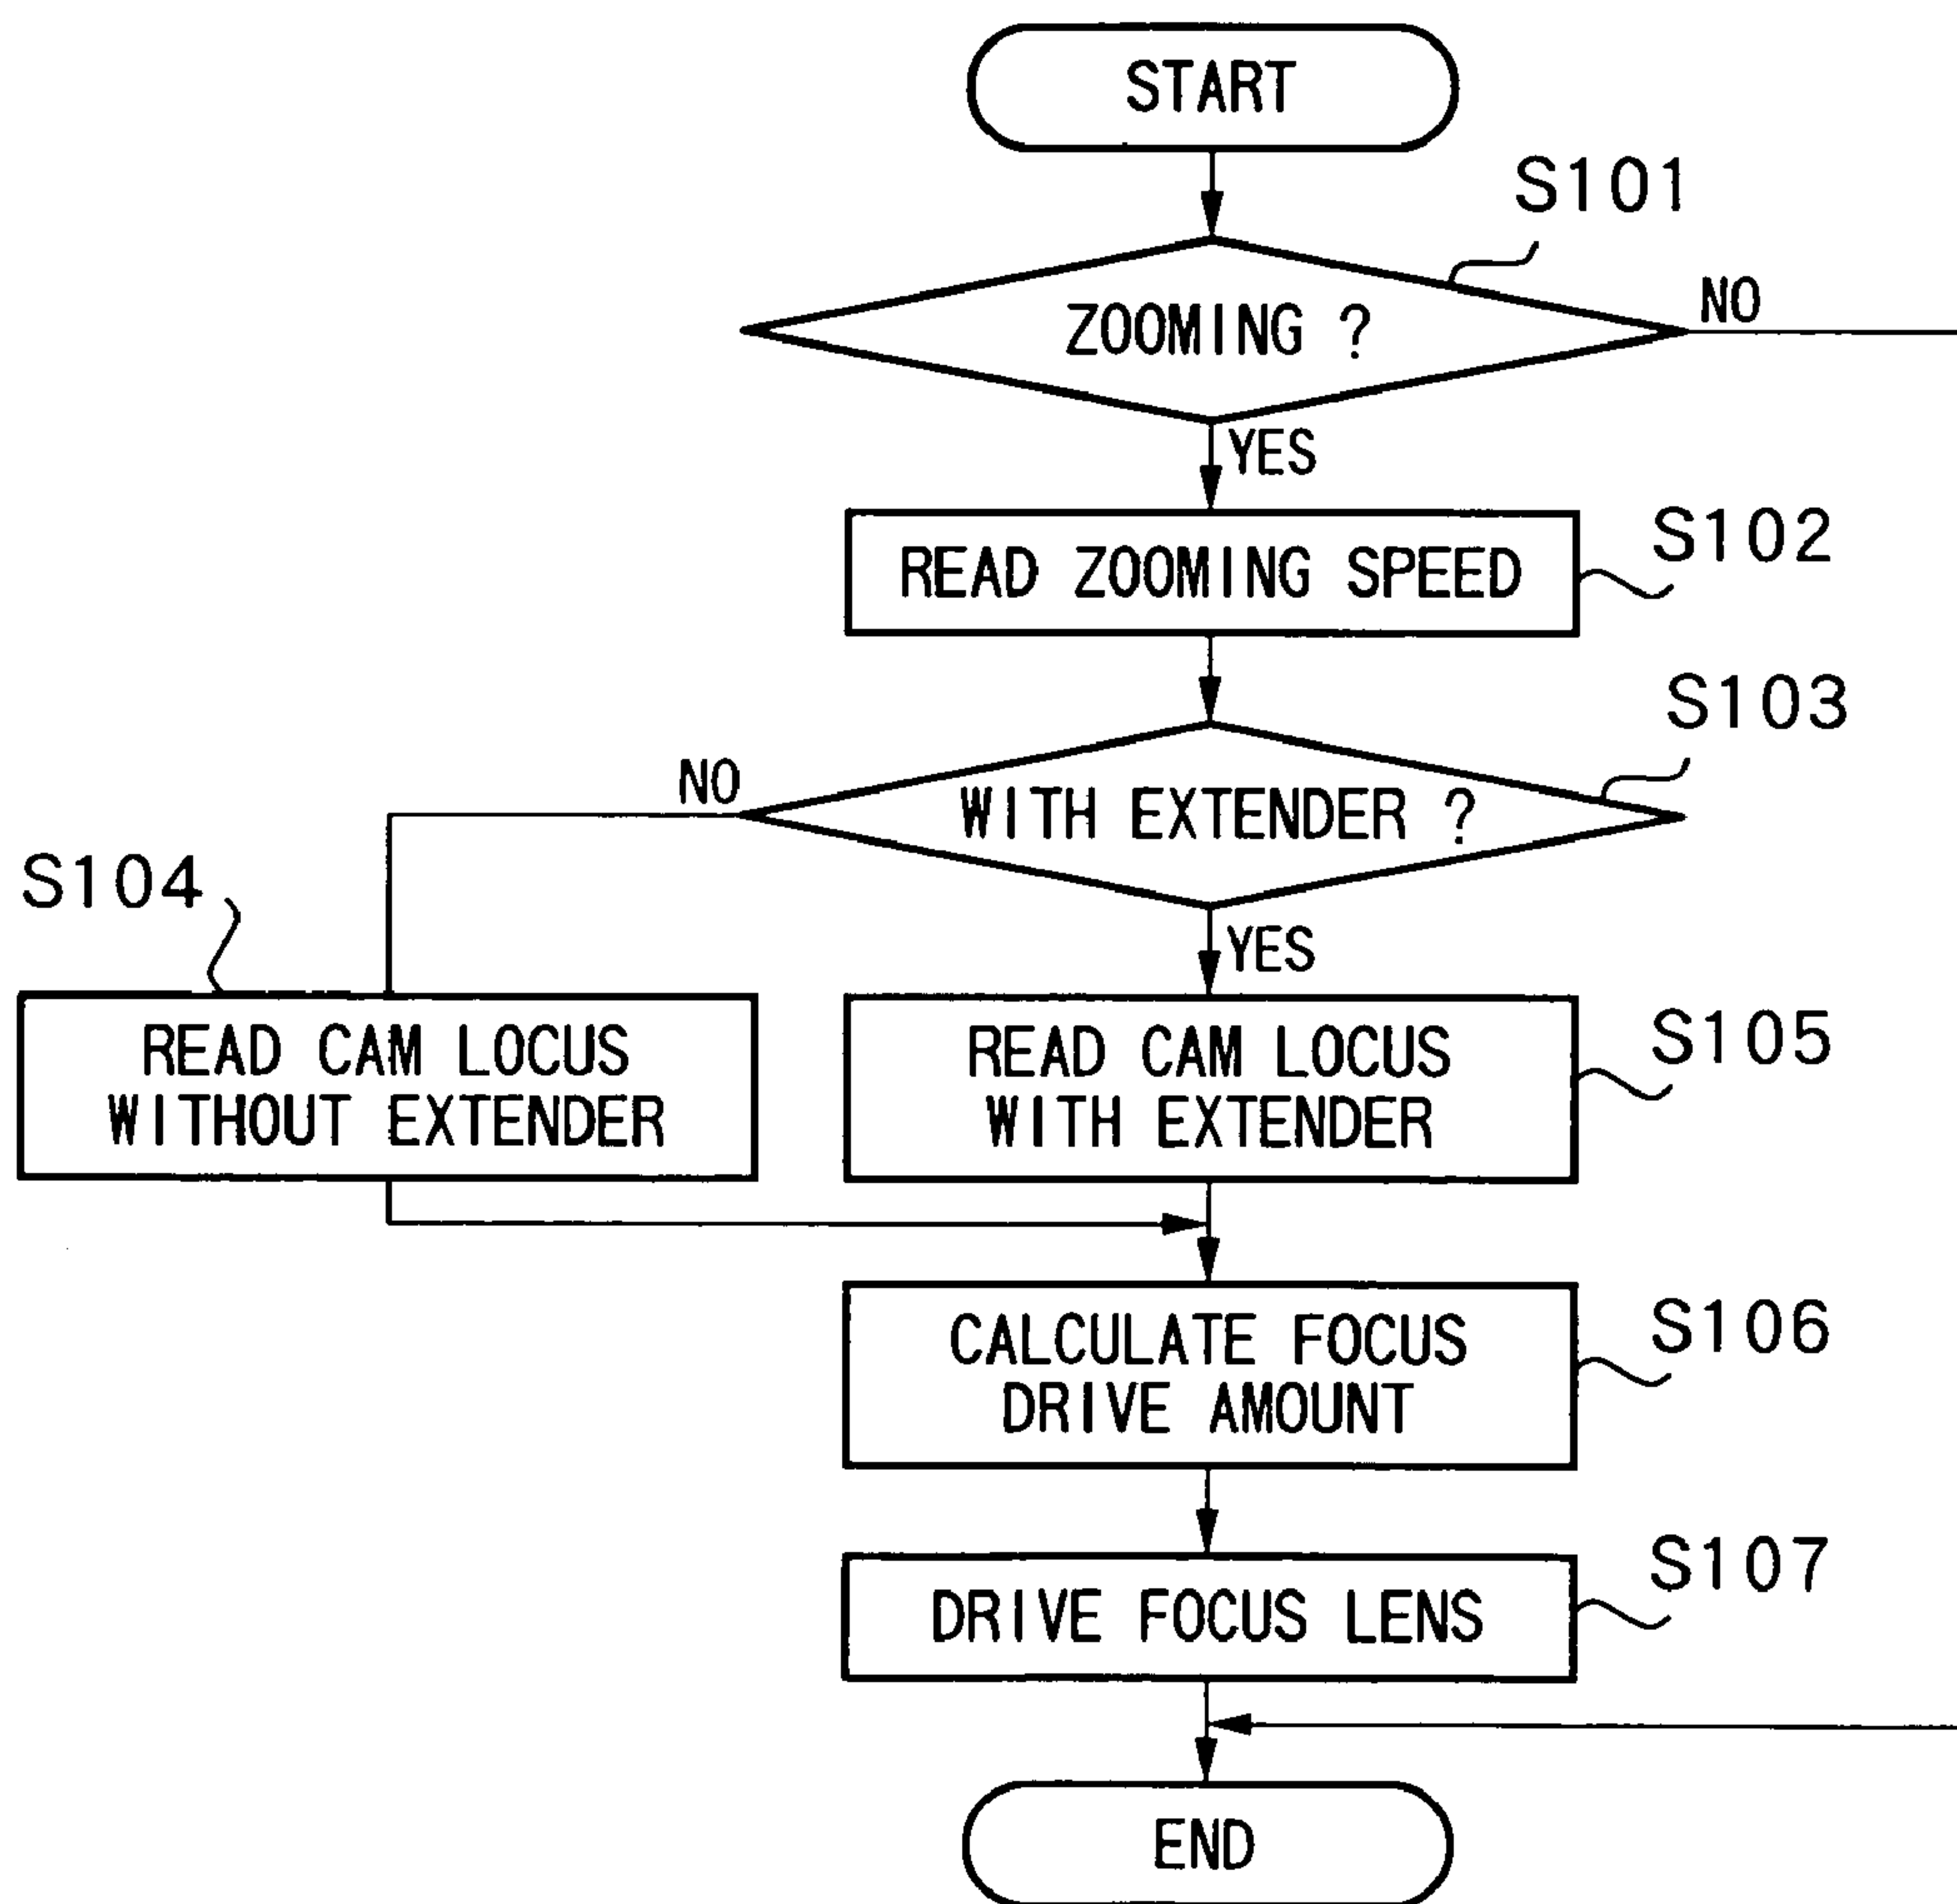 START
S101
ZOOMING ?
NO
YES
READ ZOOMING SPEED
S102
S103
NO
WITH EXTENDER ?
S104
YES
READ CAM LOCUS
WITHOUT EXTENDER
READ CAM LOCUS
WITH EXTENDER
S105
CALCULATE FOCUS
DRIVE AMOUNT
S106
DRIVE FOCUS LENS
S107
END